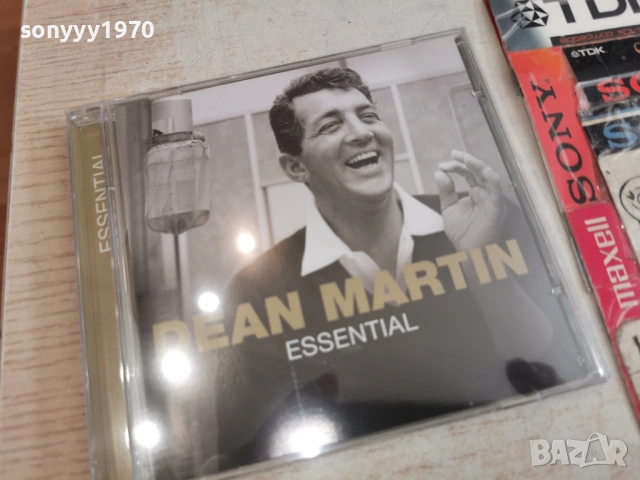 sonyyy1970
TDK
TDK
ESSENTIAL
SONY
maxell
DEAN MARTIN
ESSENTIAL
BAZAR